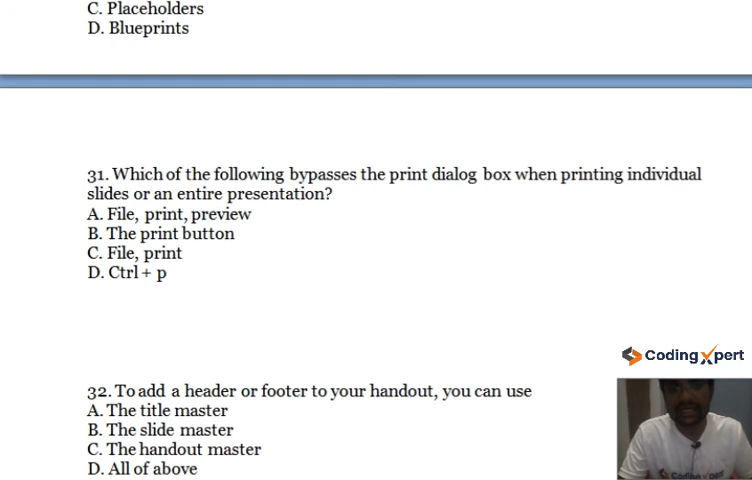 C. Placeholders
D. Blueprints
31. Which of the following bypasses the print dialog box when printing individual
slides or an entire presentation?
A. File, print, preview
B. The print button
C. File, print
D. Ctrl + p
CodingXpert
32. To add a header or footer to your handout, you can use
A. The title master
B. The slide master
C. The handout master
D. All of above